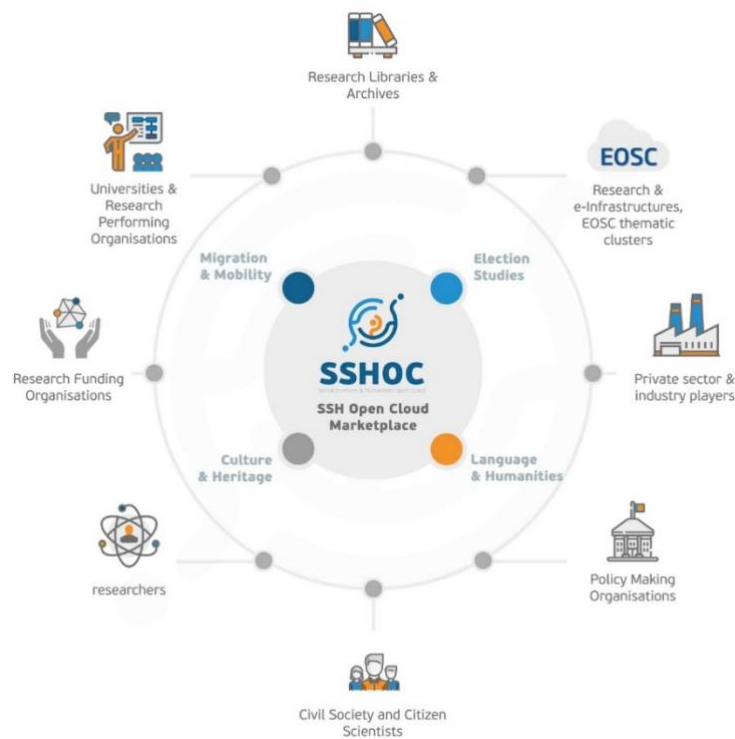 Research Libraries &
Archives
Universities &
Research
Performing
Organisations
EOSC
Research &
e-Infrastructures,
EOSC thematic
clusters
Migration
& Mobility
Election
Studies
SSHOC
SSH Open Cloud
Marketplace
Research Funding
Organisations
Private sector &
industry players
Culture
& Heritage
Language
& Humanities
researchers
Policy Making
Organisations
Civil Society and Citizen
Scientists